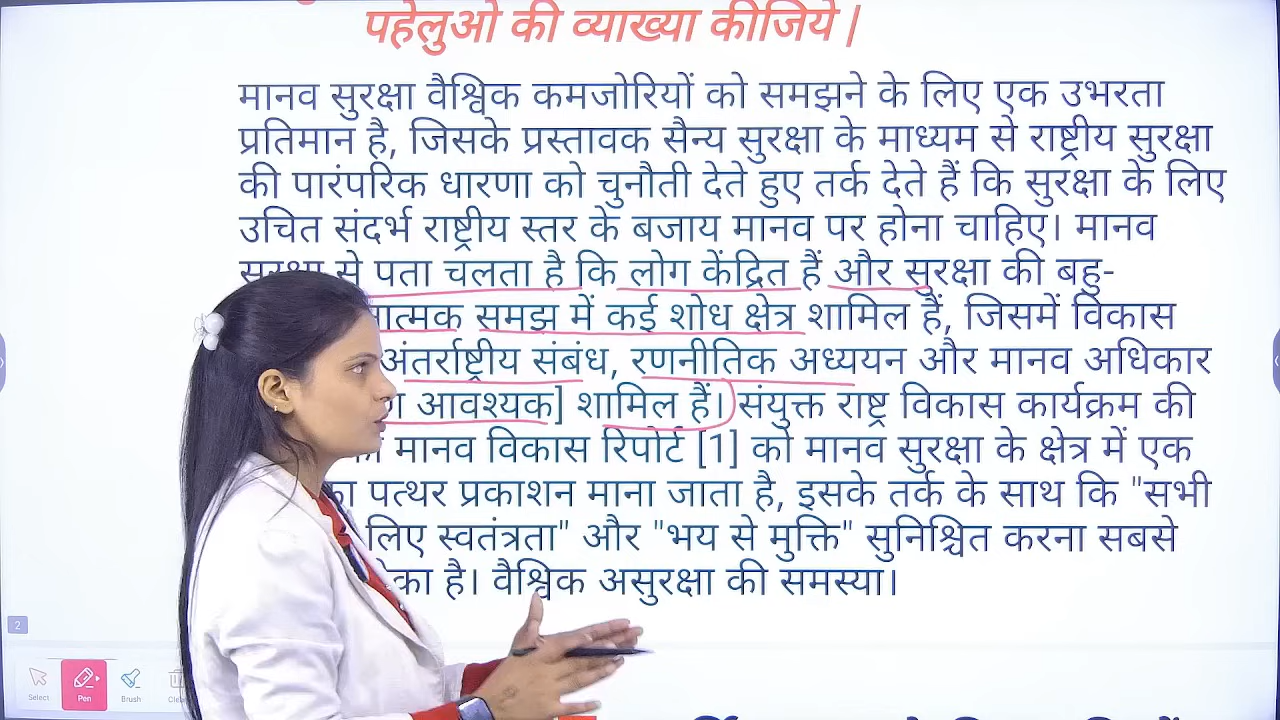 पहेलुओ की व्याख्या कीजिये |
मानव सुरक्षा वैश्विक कमजोरियों को समझने के लिए एक उभरता
प्रतिमान है, जिसके प्रस्तावक सैन्य सुरक्षा के माध्यम से राष्ट्रीय सुरक्षा
की पारंपरिक धारणा को चुनौती देते हुए तर्क देते हैं कि सुरक्षा के लिए
उचित संदर्भ राष्ट्रीय स्तर के बजाय मानव पर होना चाहिए। मानव
सुरक्षा से पता चलता है कि लोग केंद्रित हैं और सुरक्षा की बहु-
समझ में कई शोध क्षेत्र शामिल हैं, जिसमें विकास
अंतर्राष्ट्रीय संबंध, रणनीतिक अध्ययन और मानव अधिकार
आवश्यक] शामिल हैं। संयुक्त राष्ट्र विकास कार्यक्रम की
मानव विकास रिपोर्ट [1] को मानव सुरक्षा के क्षेत्र में एक
पत्थर प्रकाशन माना जाता है, इसके तर्क के साथ कि "सभी
लिए स्वतंत्रता" और "भय से मुक्ति" सुनिश्चित करना सबसे
है। वैश्विक असुरक्षा की समस्या।
2
Select Pen Brush